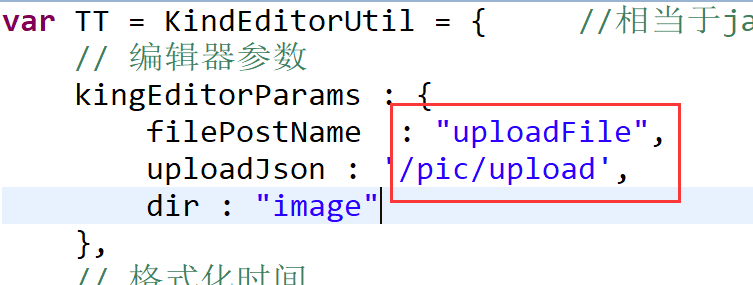 var TT = KindEditorUtil = { //相当于ja
// 编辑器参数
kingEditorParams : {
filePostName : "uploadFile",
uploadJson : '/pic/upload',
dir : "image"
},
// 格式化时间